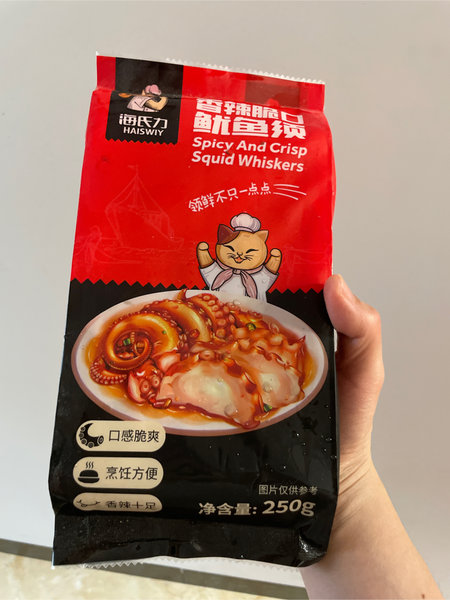 海氏力
HAISWIY
香辣脆口
鱿鱼须
Spicy And Crisp
Squid Whiskers
领鲜不只一点点
口感脆爽
烹饪方便
香辣十足
图片仅供参考
净含量: 250g